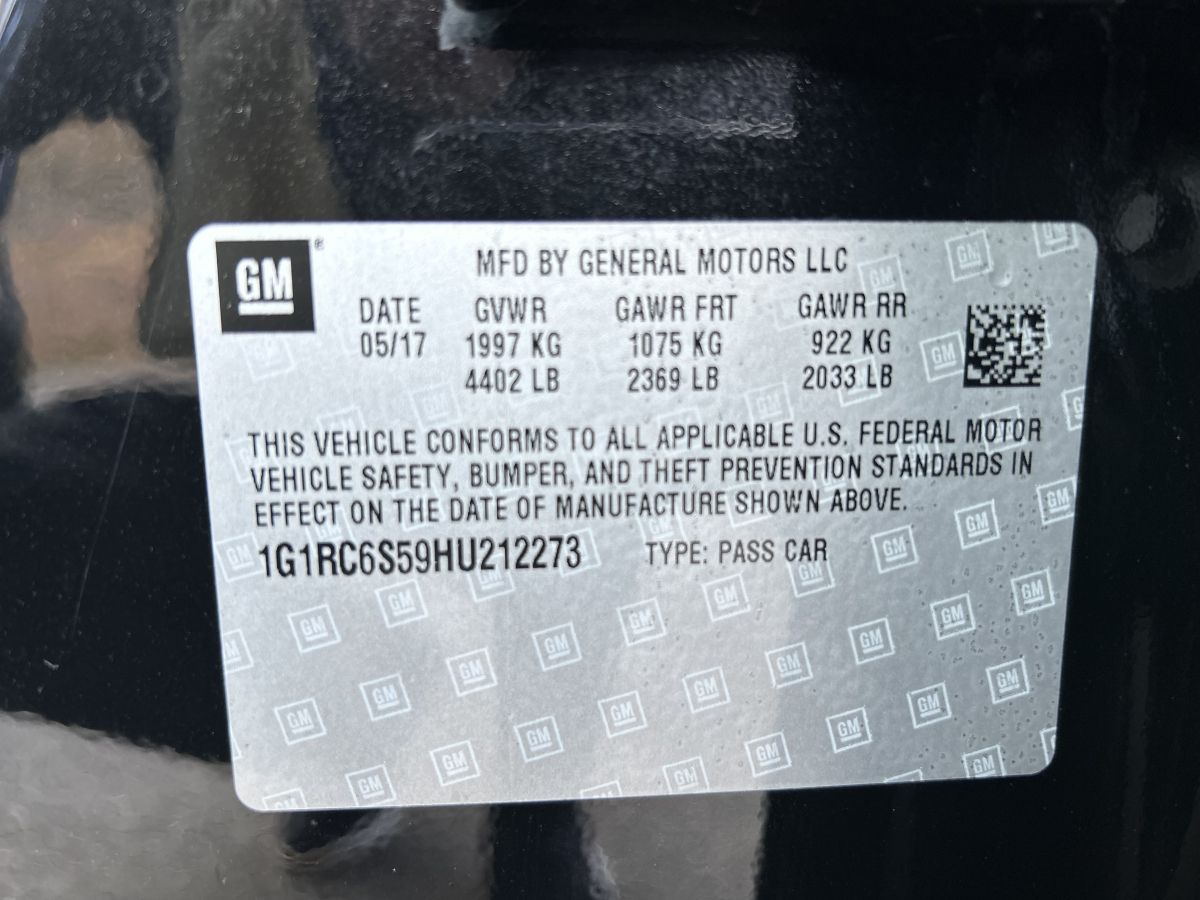 GM ®
MFD BY GENERAL MOTORS LLC
DATE GVWR GAWR FRT GAWR RR
05/17 1997 KG 1075 KG 922 KG
4402 LB 2369 LB 2033 LB
THIS VEHICLE CONFORMS TO ALL APPLICABLE U.S. FEDERAL MOTOR
VEHICLE SAFETY, BUMPER, AND THEFT PREVENTION STANDARDS IN
EFFECT ON THE DATE OF MANUFACTURE SHOWN ABOVE.
1G1RC6S59HU212273 TYPE: PASS CAR